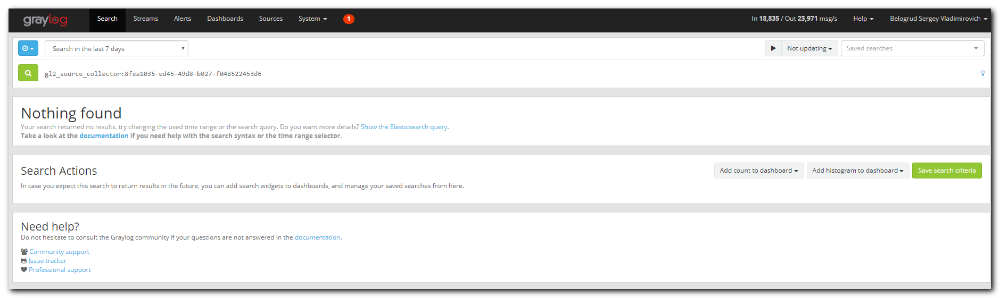 graylog Search Streams Alerts Dashboards Sources System 1 In 18,835 / Out 23,971 msg/s Help Belogrud Sergey Vladimirovich
Search in the last 7 days Not updating Saved searches
gl2_source_collector:8fea1035-ed45-49d8-b027-f048522453d6
Nothing found
Your search returned no results, try changing the used time range or the search query. Do you want more details? Show the Elasticsearch query.
Take a look at the documentation if you need help with the search syntax or the time range selector.
Search Actions Add count to dashboard Add histogram to dashboard Save search criteria
In case you expect this search to return results in the future, you can add search widgets to dashboards, and manage your saved searches from here.
Need help?
Do not hesitate to consult the Graylog community if your questions are not answered in the documentation.
Community support
Issue tracker
Professional support